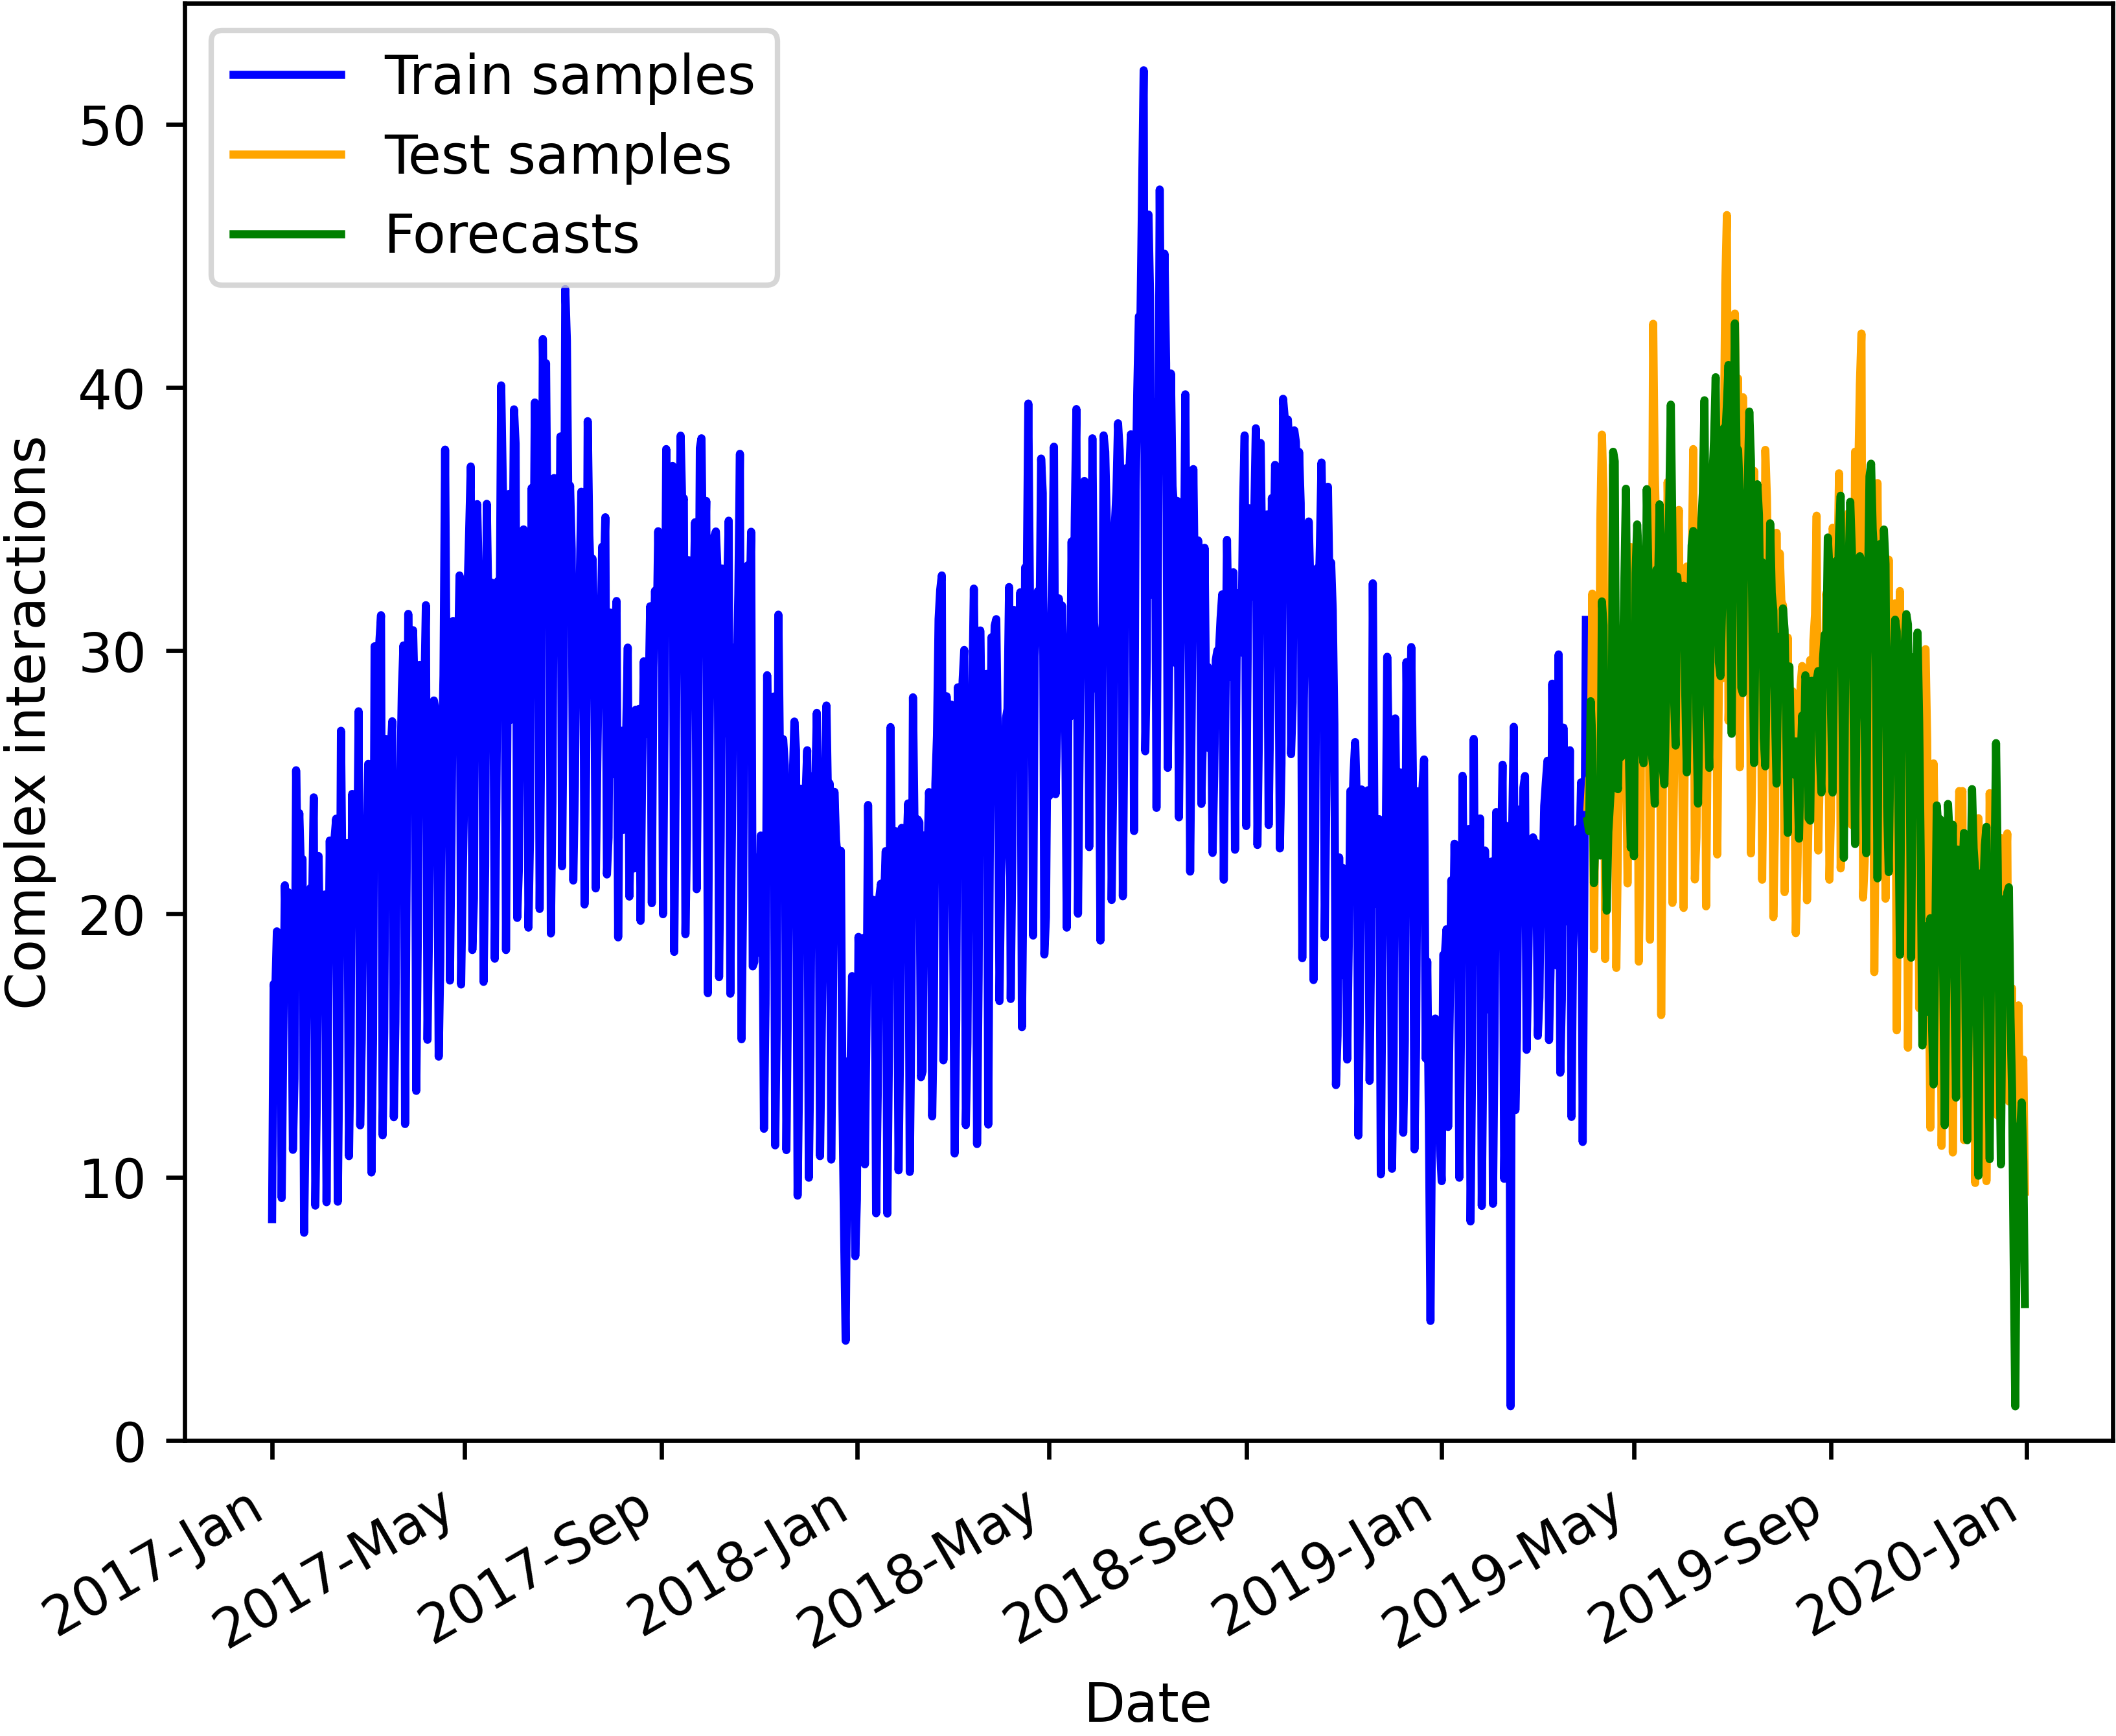 Train samples
Test samples
Forecasts
Complex interactions
50
40
30
20
10
0
2017-Jan
2017-May
2017-Sep
2018-Jan
2018-May
2018-Sep
2019-Jan
2019-May
2019-Sep
2020-Jan
Date